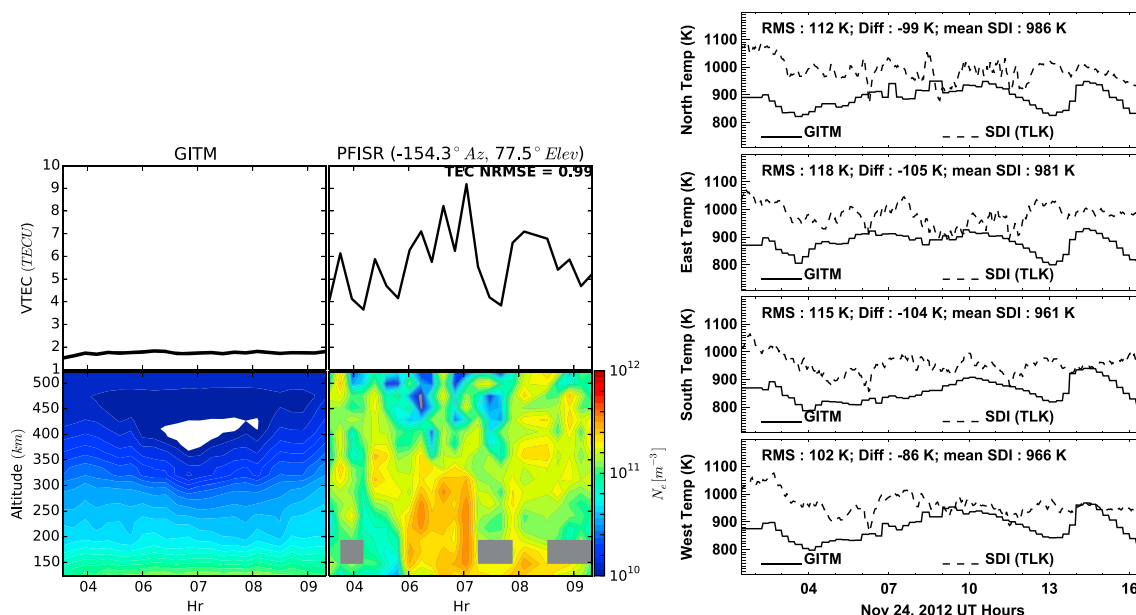 GITM
PFISR (-154.3° Az, 77.5° Elev)
TEC NRMSE = 0.99
VTEC (TECU)
10
9
8
7
6
5
4
3
2
1
Altitude (km)
500
450
400
350
300
250
200
150
04 06 07 08 09
Hr
04 06 07 08 09
Hr
10^12
10^11
10^10
N_e [m^-3]
RMS : 112 K; Diff : -99 K; mean SDI : 986 K
North Temp (K)
1100
1000
900
800
GITM
SDI (TLK)
RMS : 118 K; Diff : -105 K; mean SDI : 981 K
East Temp (K)
1100
1000
900
800
GITM
SDI (TLK)
RMS : 115 K; Diff : -104 K; mean SDI : 961 K
South Temp (K)
1100
1000
900
800
GITM
SDI (TLK)
RMS : 102 K; Diff : -86 K; mean SDI : 966 K
West Temp (K)
1100
1000
900
800
GITM
SDI (TLK)
04 07 10 13 16
Nov 24, 2012 UT Hours